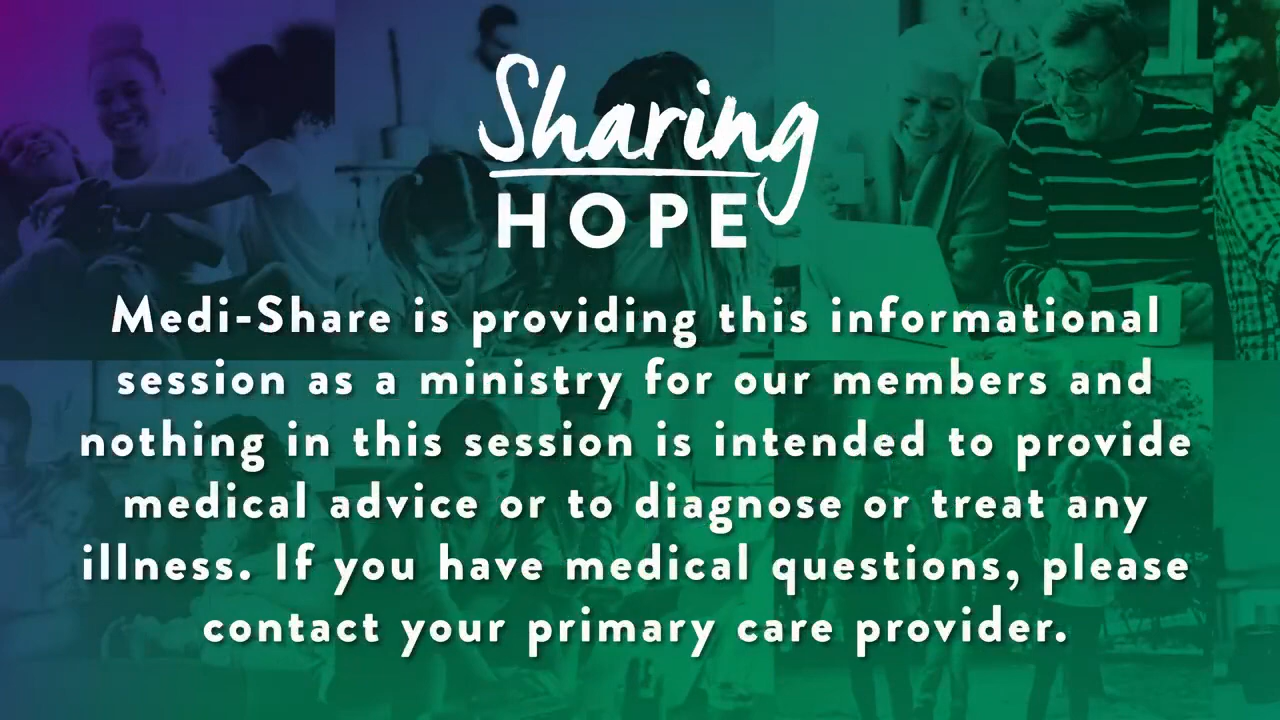 Sharing
HOPE
Medi-Share is providing this informational
session as a ministry for our members and
nothing in this session is intended to provide
medical advice or to diagnose or treat any
illness. If you have medical questions, please
contact your primary care provider.